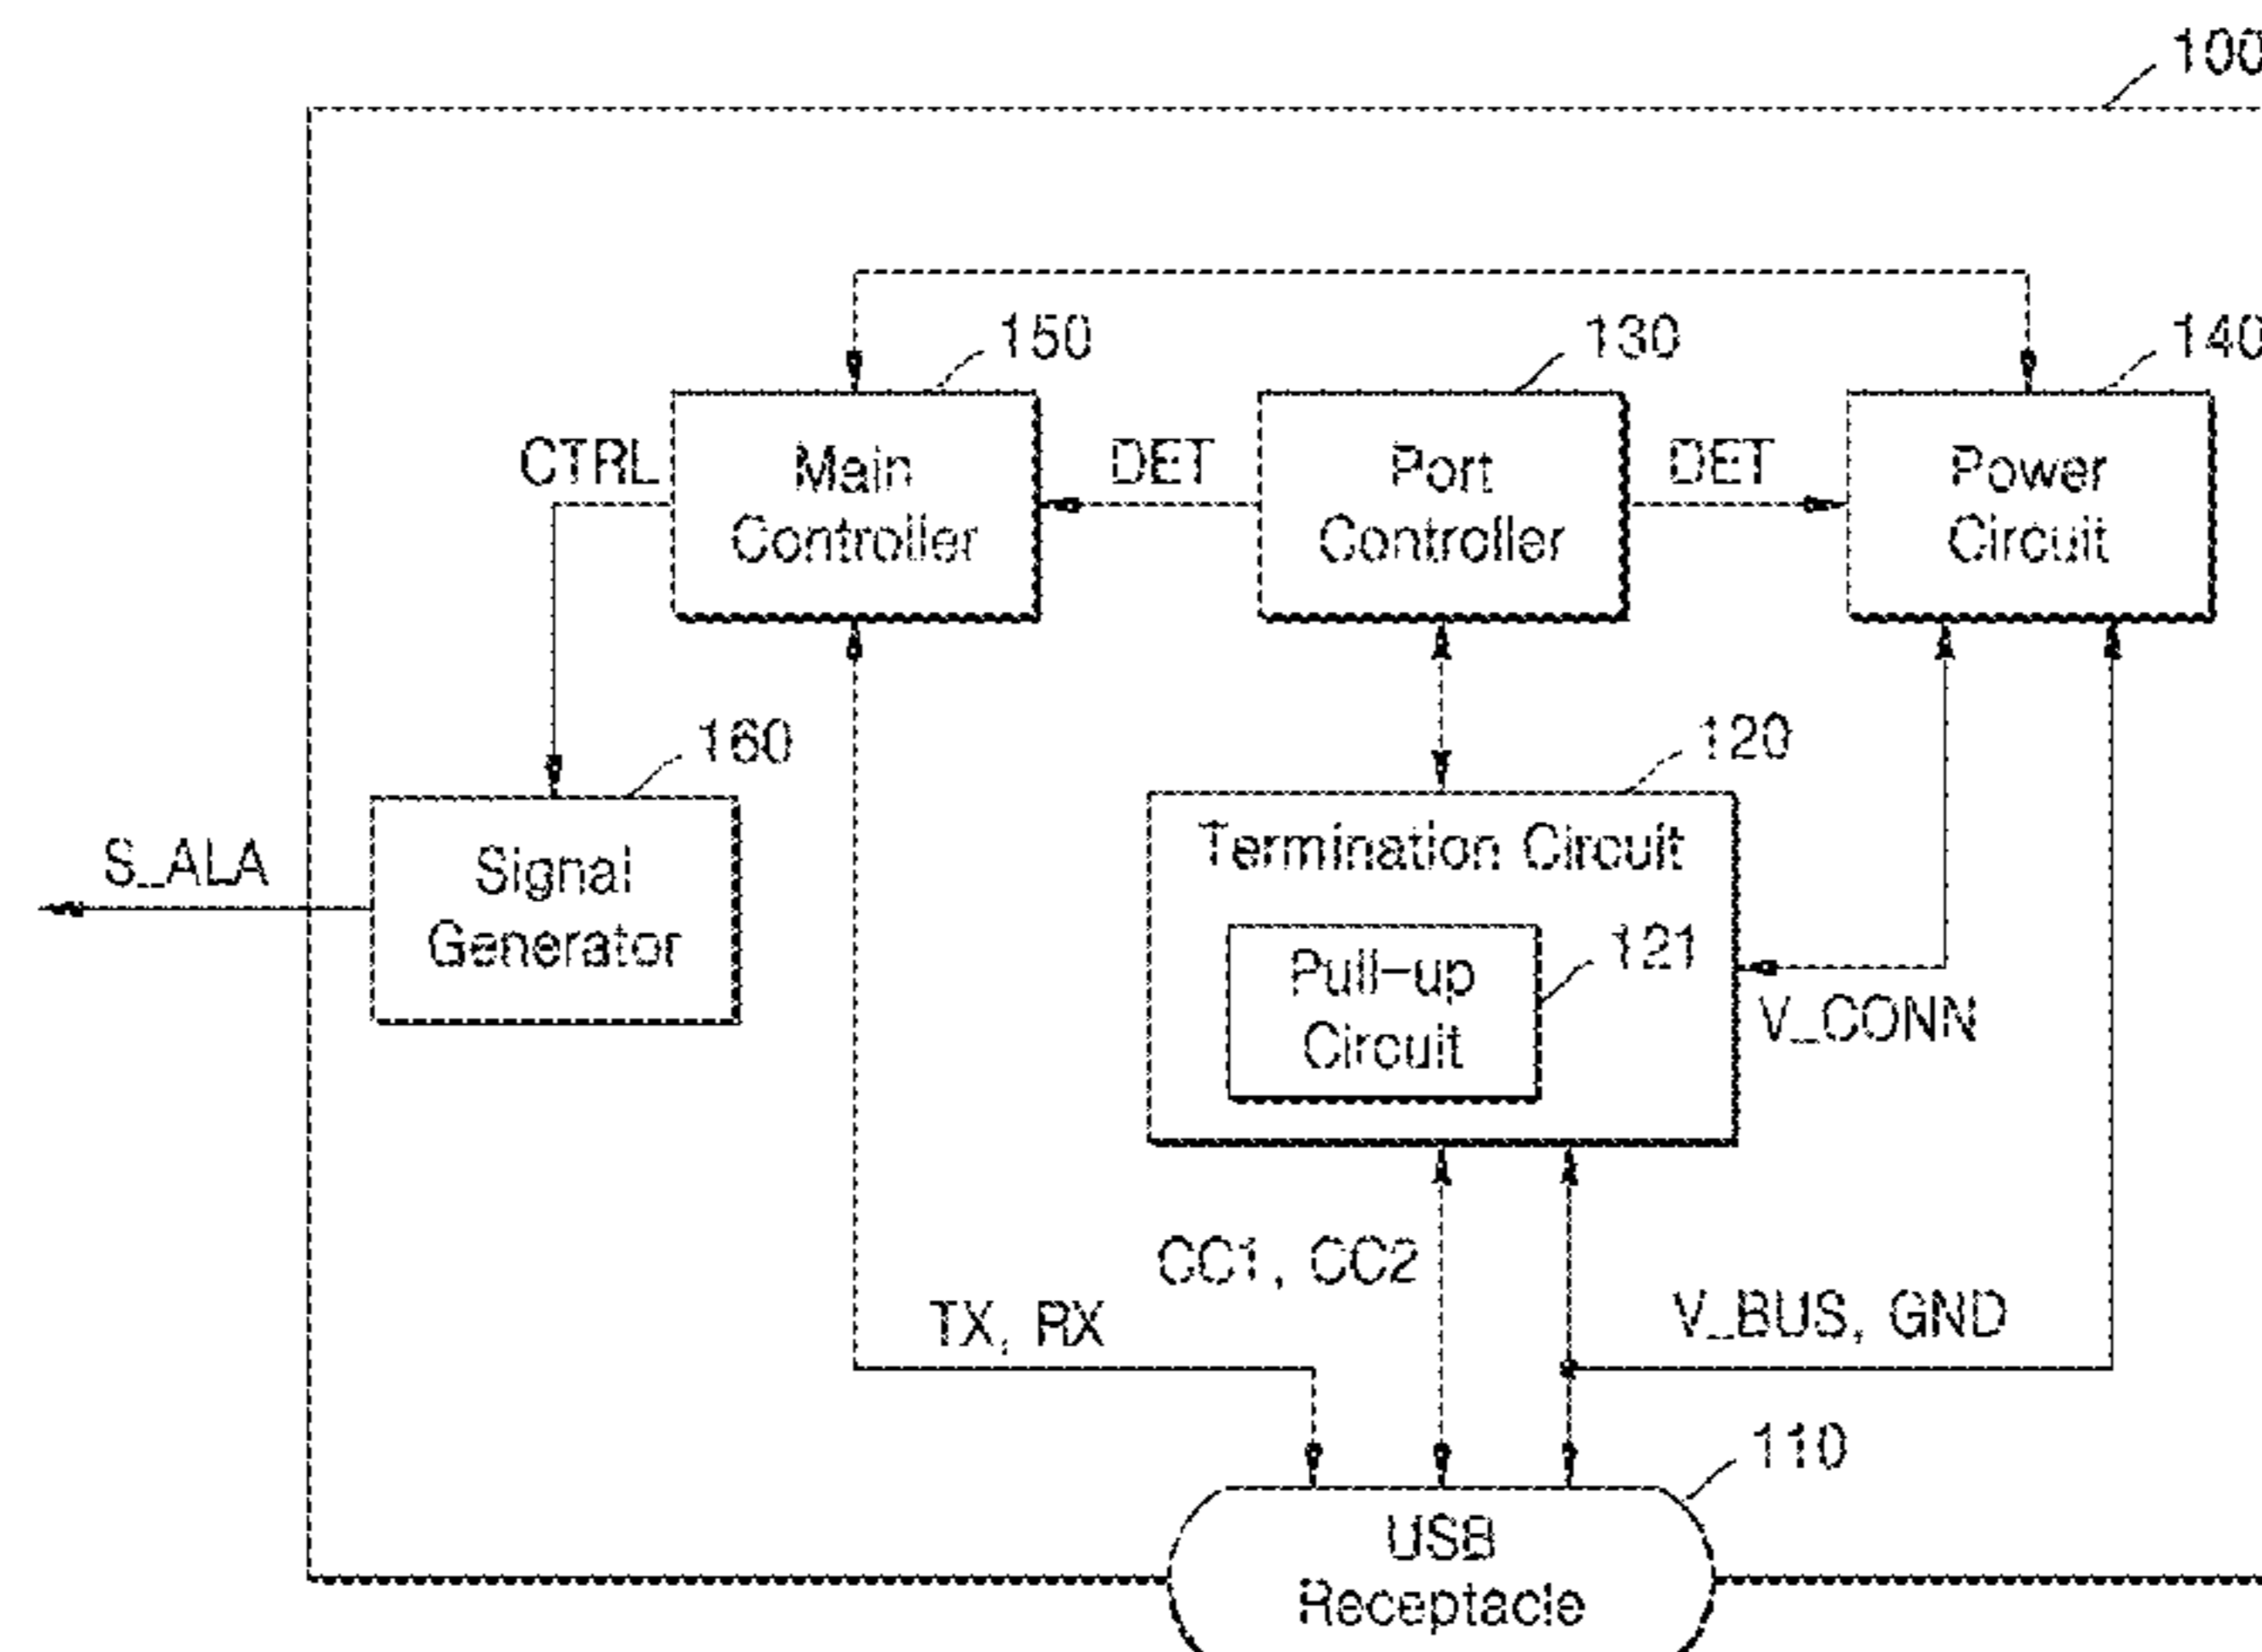 100
150
130
140
CTRL
Main
Controller
DET
Port
Controller
DET
Power
Circuit
160
120
S_ALA
Signal
Generator
Termination Circuit
121
Pull-up
Circuit
V_CONN
CC1, CC2
TX, RX
V_BUS, GND
110
USB
Receptacle